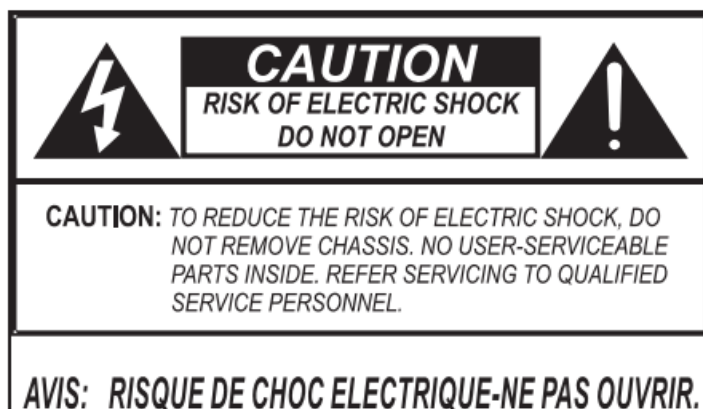 CAUTION
RISK OF ELECTRIC SHOCK
DO NOT OPEN
CAUTION: TO REDUCE THE RISK OF ELECTRIC SHOCK, DO
NOT REMOVE CHASSIS. NO USER-SERVICEABLE
PARTS INSIDE. REFER SERVICING TO QUALIFIED
SERVICE PERSONNEL.
AVIS: RISQUE DE CHOC ELECTRIQUE-NE PAS OUVRIR.